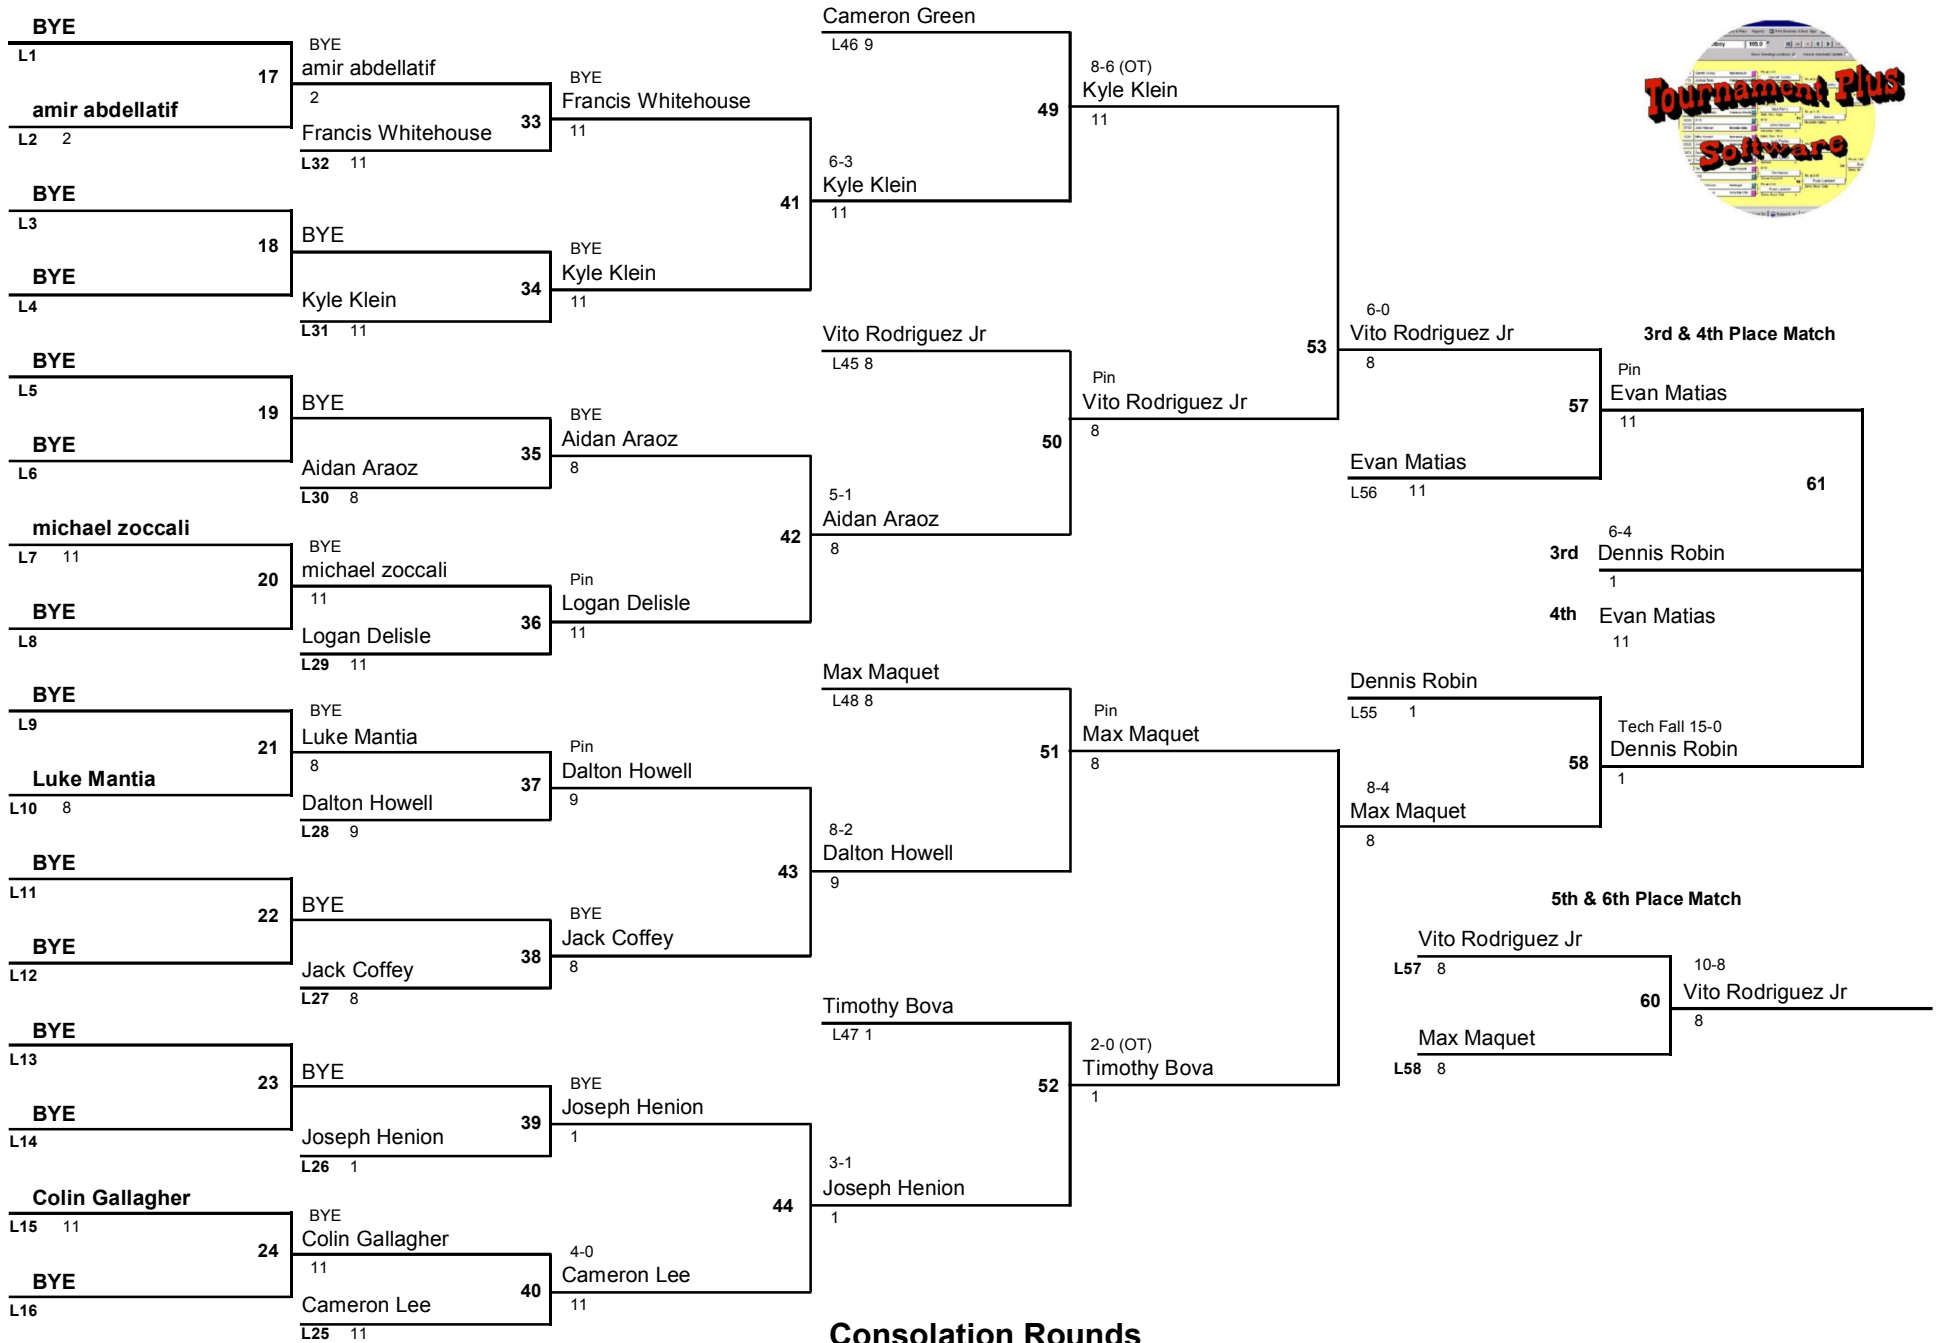 BYE
L1
17
amir abdellatif
L2 2
BYE
L3
18
BYE
L4
BYE
L5
19
BYE
L6
michael zoccali
L7 11
20
BYE
L8
BYE
L9
21
Luke Mantia
L10 8
BYE
L11
22
BYE
L12
BYE
L13
23
BYE
L14
Colin Gallagher
L15 11
24
BYE
L16
BYE
amir abdellatif
2
33
Francis Whitehouse
L32 11
BYE
34
Kyle Klein
L31 11
BYE
35
Aidan Araoz
L30 8
BYE
michael zoccali
11
36
Logan Delisle
L29 11
BYE
Luke Mantia
8
37
Dalton Howell
L28 9
BYE
38
Jack Coffey
L27 8
BYE
39
Joseph Henion
L26 1
BYE
Colin Gallagher
11
40
Cameron Lee
L25 11
BYE
Francis Whitehouse
11
41
BYE
Kyle Klein
11
BYE
Aidan Araoz
8
42
Pin
Logan Delisle
11
Pin
Dalton Howell
9
43
BYE
Jack Coffey
8
BYE
Joseph Henion
1
44
4-0
Cameron Lee
11
Cameron Green
L46 9
49
6-3
Kyle Klein
11
Vito Rodriguez Jr
L45 8
50
5-1
Aidan Araoz
8
Max Maquet
L48 8
51
8-2
Dalton Howell
9
Timothy Bova
L47 1
52
3-1
Joseph Henion
1
8-6 (OT)
Kyle Klein
11
53
Pin
Vito Rodriguez Jr
8
Pin
Max Maquet
8
2-0 (OT)
Timothy Bova
1
6-0
Vito Rodriguez Jr
8
57
Evan Matias
L56 11
Dennis Robin
L55 1
58
8-4
Max Maquet
8
Tournament Plus
Software
3rd & 4th Place Match
Pin
Evan Matias
11
61
6-4
3rd Dennis Robin
1
4th Evan Matias
11
Tech Fall 15-0
Dennis Robin
1
5th & 6th Place Match
Vito Rodriguez Jr
L57 8
60
Max Maquet
L58 8
10-8
Vito Rodriguez Jr
8
Consolation Rounds